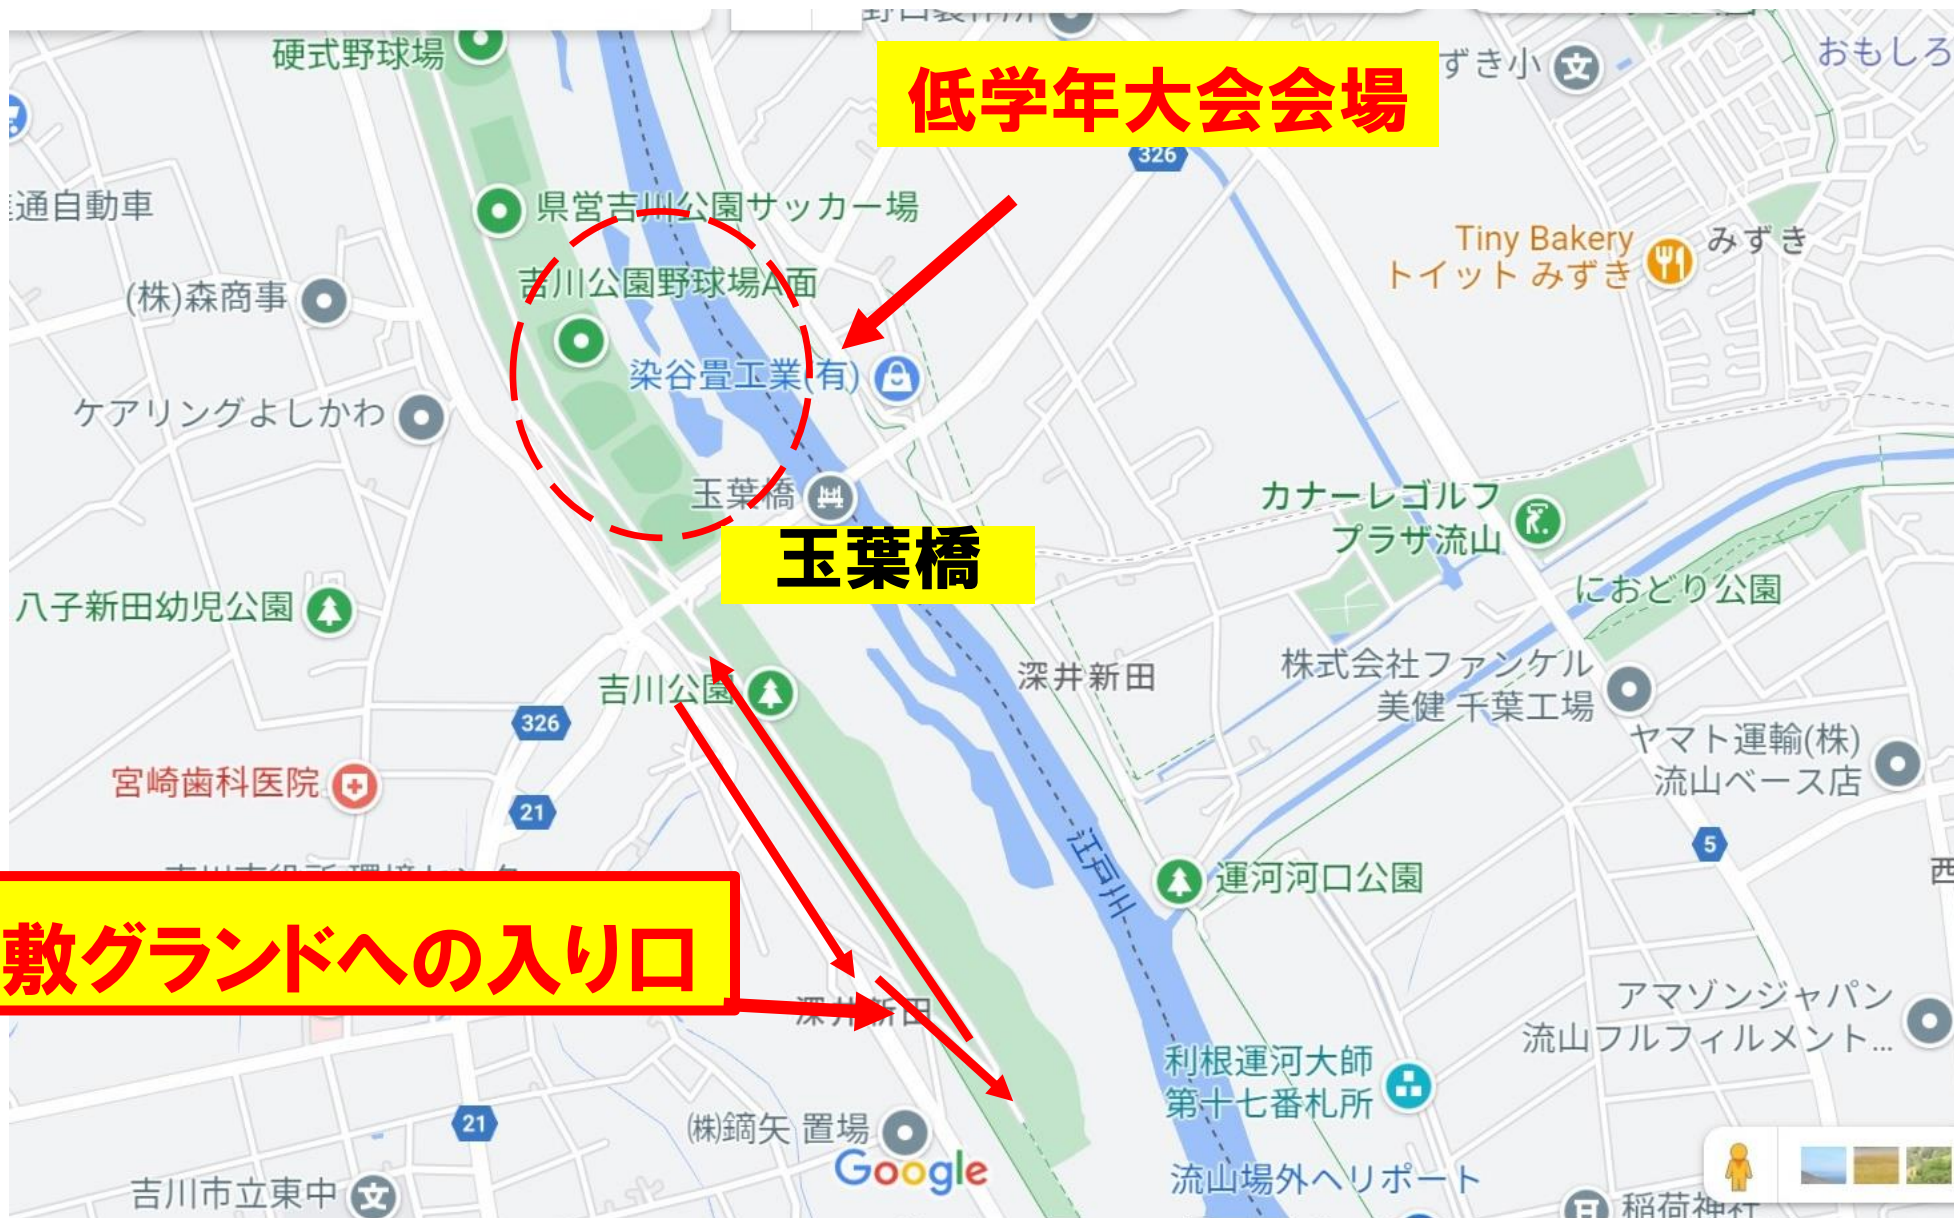 硬式野球場
低学年大会会場
ずき小
おもしろ
326
通自動車
県営吉川公園サッカー場
Tiny Bakery
トイット みずき
みずき
吉川公園野球場A面
(株)森商事
染谷畳工業(有)
ケアリングよしかわ
玉葉橋
玉葉橋
カナーレゴルフ
プラザ流山
におどり公園
八子新田幼児公園
深井新田
株式会社ファンケル
美健 千葉工場
吉川公園
326
ヤマト運輸(株)
流山ベース店
宮崎歯科医院
21
5
江戸川
運河河口公園
西
敷グランドへの入り口
深井新田
アマゾンジャパン
流山フルフィルメント...
利根運河大師
第十七番札所
21
㈱鏑矢 置場
Google
流山場外ヘリポート
吉川市立東中
稲荷神社